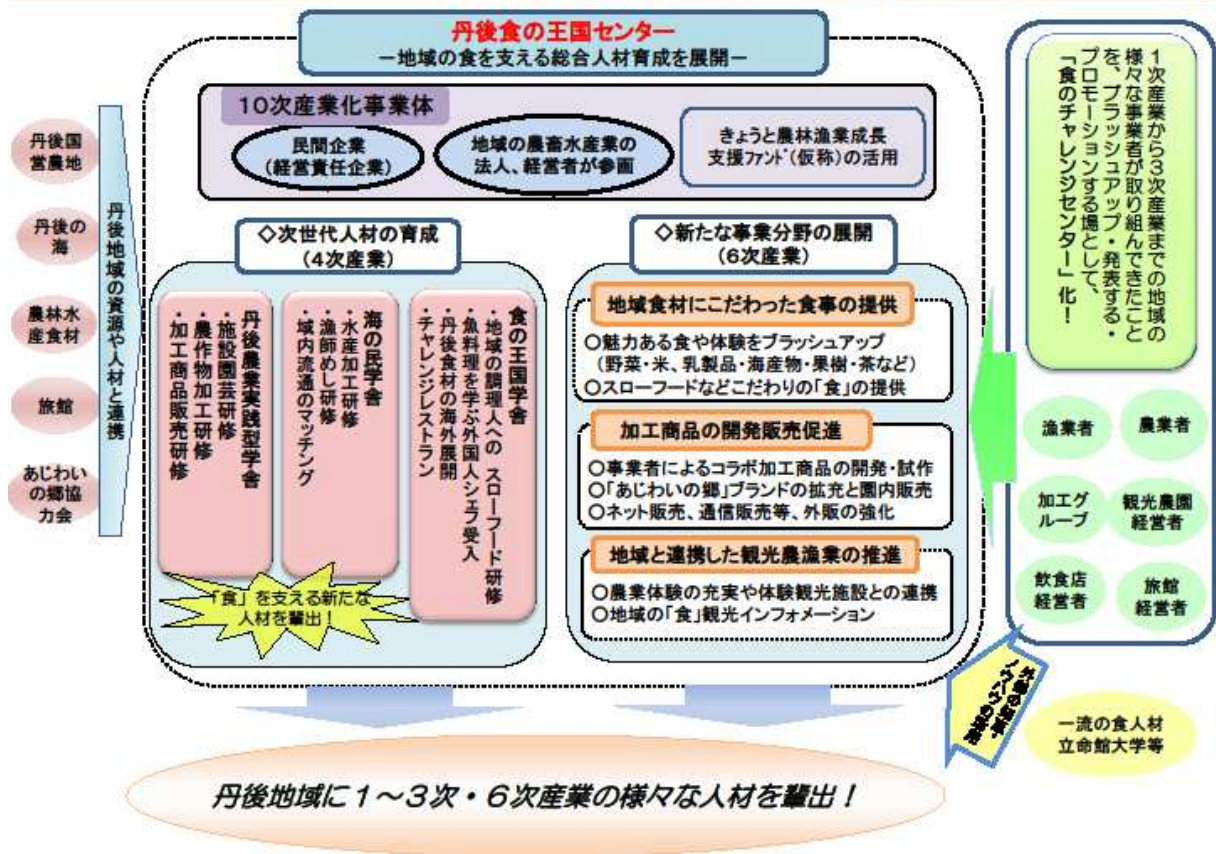 丹後食の王国センター
－地域の食を支える総合人材育成を展開－
10次産業化事業体
民間企業
(経営責任企業)
地域の農畜水産業の
法人、経営者が参画
きょうと農林漁業成長
支援ﾌｧﾝﾄﾞ(仮称)の活用
丹後国
営農地
丹後の
海
農林水
産食材
旅館
あじわい
の郷協
力会
丹後地域の資源や人材と連携
◇次世代人材の育成
(4次産業)
丹後農業実践型学舎
・施設園芸研修
・農作物加工研修
・加工商品販売研修
海の民学舎
・水産加工研修
・漁師めし研修
・域内流通のマッチング
食の王国学舎
・地域の調理人への スローフード研修
・魚料理を学ぶ外国人シェフ受入
・丹後食材の海外展開
・チャレンジレストラン
「食」を支える新たな
人材を輩出！
◇新たな事業分野の展開
(6次産業)
地域食材にこだわった食事の提供
○魅力ある食や体験をブラッシュアップ
(野菜・米、乳製品・海産物・果樹・茶など)
○スローフードなどこだわりの「食」の提供
加工商品の開発販売促進
○事業者によるコラボ加工商品の開発・試作
○「あじわいの郷」ブランドの拡充と園内販売
○ネット販売、通信販売等、外販の強化
地域と連携した観光農漁業の推進
○農業体験の充実や体験観光施設との連携
○地域の「食」観光インフォメーション
１次産業から３次産業までの地域の
様々な事業者が取り組んできたこと
を、ブラッシュアップ・発表する・
プロモーションする場として、
「食のチャレンジセンター」化！
漁業者
農業者
加工グ
ループ
観光農園
経営者
飲食店
経営者
旅館
経営者
ノウハウの活用
一流の食人材
立命館大学等
丹後地域に１～３次・６次産業の様々な人材を輩出！